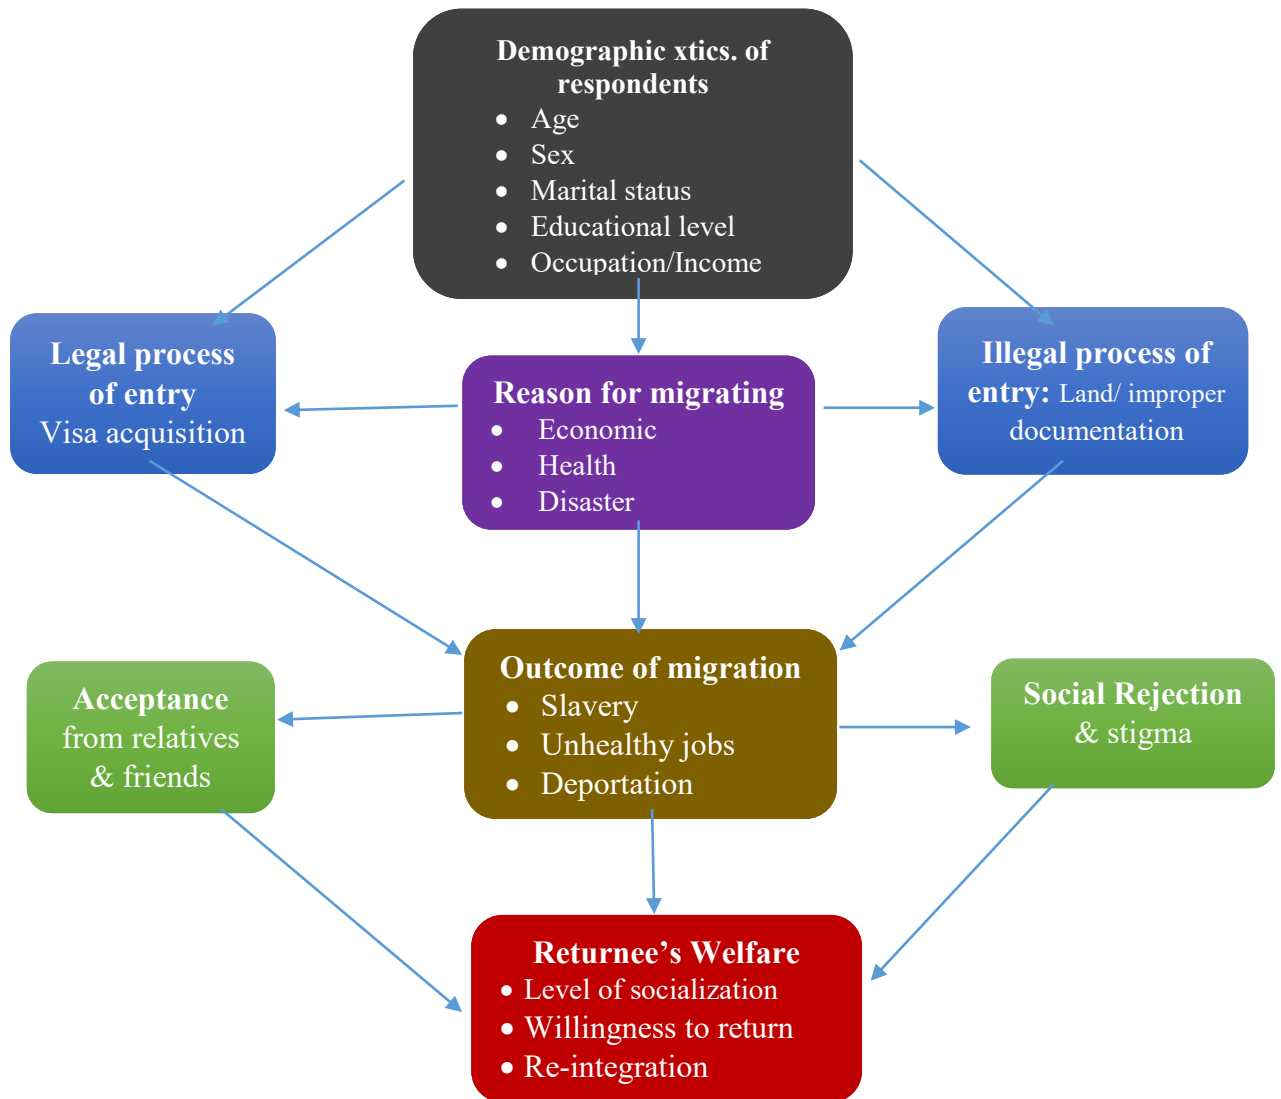 Demographic xtics. of
respondents
• Age
• Sex
• Marital status
• Educational level
• Occupation/Income
Legal process
of entry
Visa acquisition
Reason for migrating
• Economic
• Health
• Disaster
Illegal process of
entry: Land/ improper
documentation
Acceptance
from relatives
& friends
Outcome of migration
• Slavery
• Unhealthy jobs
• Deportation
Social Rejection
& stigma
Returnee’s Welfare
• Level of socialization
• Willingness to return
• Re-integration